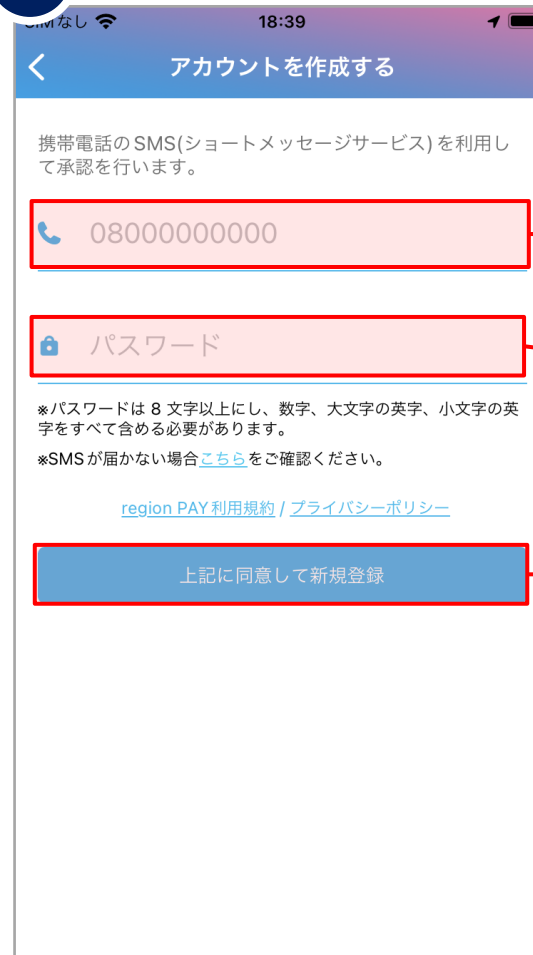 SIMなし 18:39
アカウントを作成する
携帯電話のSMS(ショートメッセージサービス)を利用し
て承認を行います。
08000000000
パスワード
※パスワードは 8 文字以上にし、数字、大文字の英字、小文字の英
字をすべて含める必要があります。
※SMSが届かない場合こちらをご確認ください。
region PAY利用規約 / プライバシーポリシー
上記に同意して新規登録